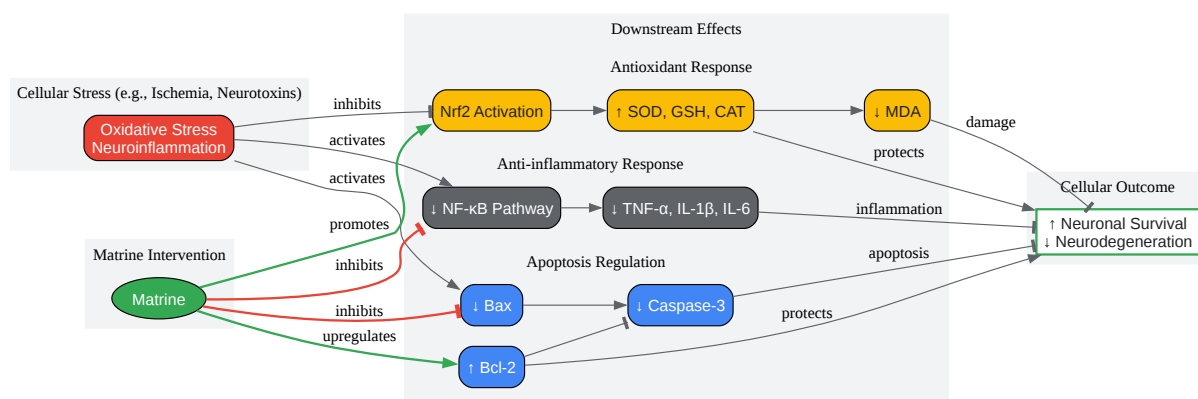 Downstream Effects
Antioxidant Response
Cellular Stress (e.g., Ischemia, Neurotoxins)
inhibits
Nrf2 Activation
↑ SOD, GSH, CAT
↓ MDA
damage
Oxidative Stress
Neuroinflammation
activates
protects
Anti-inflammatory Response
activates
Cellular Outcome
↓ NF-κB Pathway
↓ TNF-α, IL-1β, IL-6
inflammation
↑ Neuronal Survival
↓ Neurodegeneration
promotes
Matrine Intervention
inhibits
Apoptosis Regulation
apoptosis
Matrine
inhibits
↓ Bax
↓ Caspase-3
protects
upregulates
↑ Bcl-2